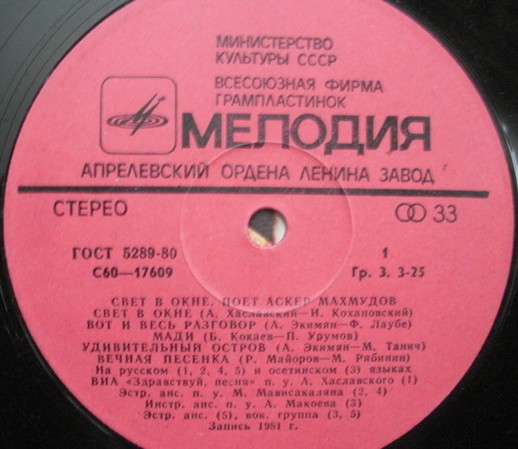 МИНИСТЕРСТВО
КУЛЬТУРЫ СССР
ВСЕСОЮЗНАЯ ФИРМА
ГРАМПЛАСТИНОК
МЕЛОДИЯ
АПРЕЛЕВСКИЙ ОРДЕНА ЛЕНИНА ЗАВОД
СТЕРЕО 33
ГОСТ 5289-80 1
С60—17609 Гр. 3, 3-25
СВЕТ В ОКНЕ. ПОЕТ АСКЕР МАХМУДОВ
СВЕТ В ОКНЕ (А. Хаславский—И. Кохановский)
ВОТ И ВЕСЬ РАЗГОВОР (А. Экимян—Ф. Лаубе)
МАДИ (Б. Кокаев—П. Урумов)
УДИВИТЕЛЬНЫЙ ОСТРОВ (А. Экимян—М. Танич)
ВЕЧНАЯ ПЕСЕНКА (Р. Майоров—М. Рябинин)
На русском (1, 2, 4, 5) и осетинском (3) языках
ВИА «Здравствуй, песня» п. у. А. Хаславского (1)
Эстр. анс. п. у. М. Мависакаляна (2, 4)
Инстр. анс. п. у. А. Макоева (3)
Эстр. анс. (5), вок. группа (3, 5)
Запись 1981 г.